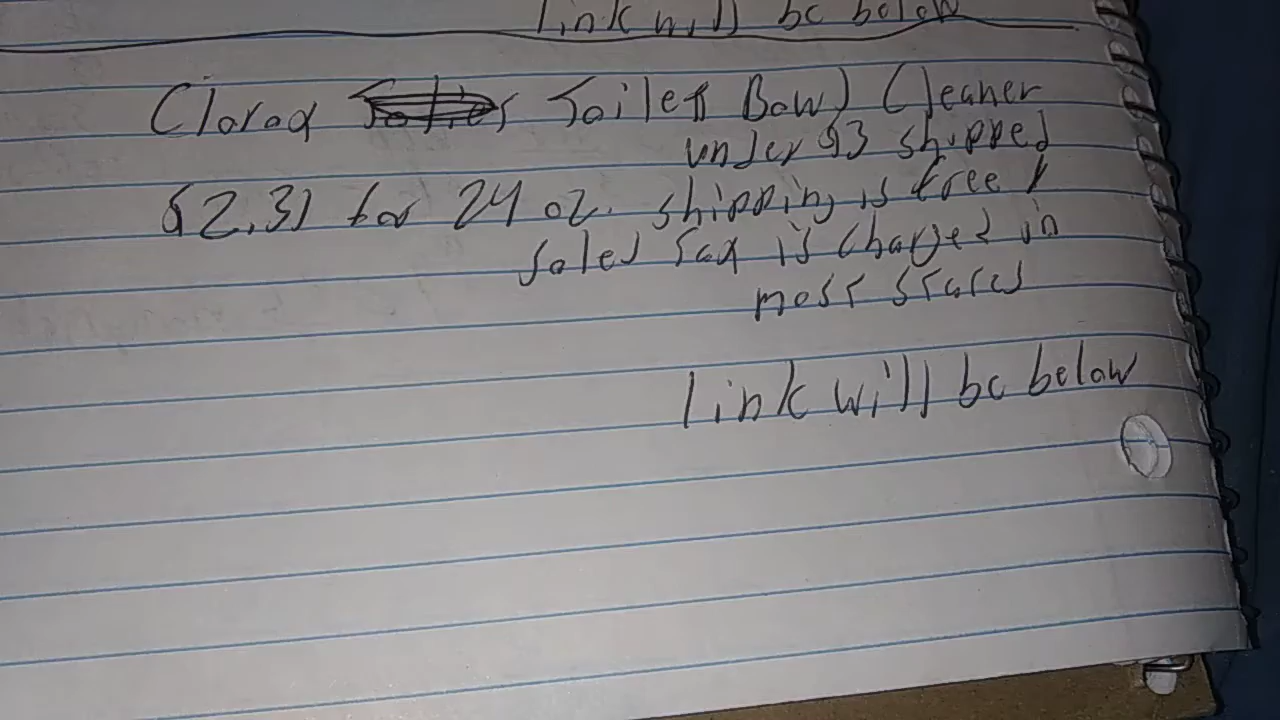 link will be below
Clorox Toilet Bowl Cleaner
under $3 shipped
$2.31 for 24 oz. shipping is free &
sales tax is charged in
most states
link will be below